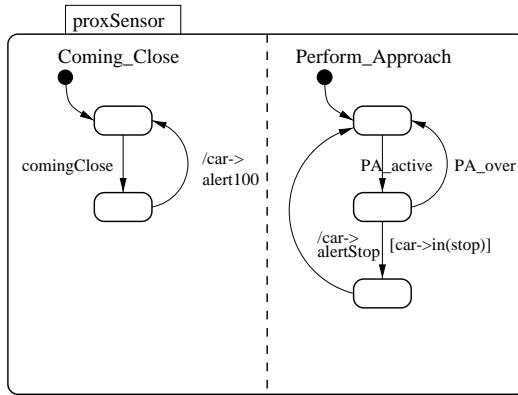 proxSensor
Coming_Close
comingClose
/car->
alert100
Perform_Approach
PA_active
PA_over
/car->
alertStop
[car->in(stop)]